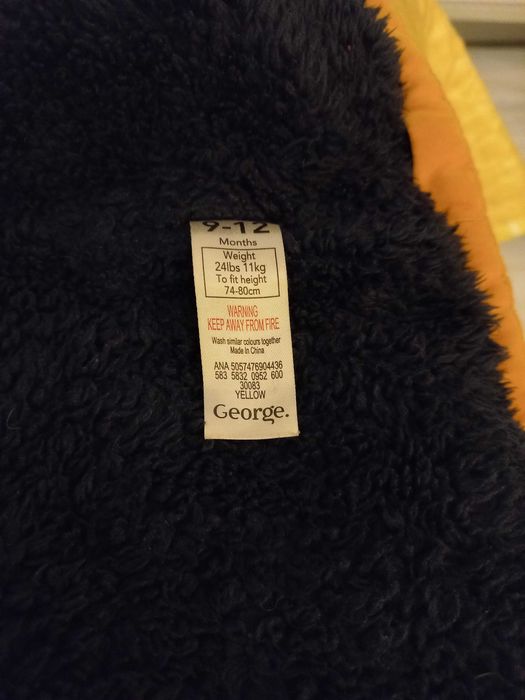 9-12
Months
Weight
24lbs 11kg
To fit height
74-80cm
WARNING
KEEP AWAY FROM FIRE
Wash similar colours together
Made In China
ANA 5057476904436
583 5832 0952 600
30083
YELLOW
George.